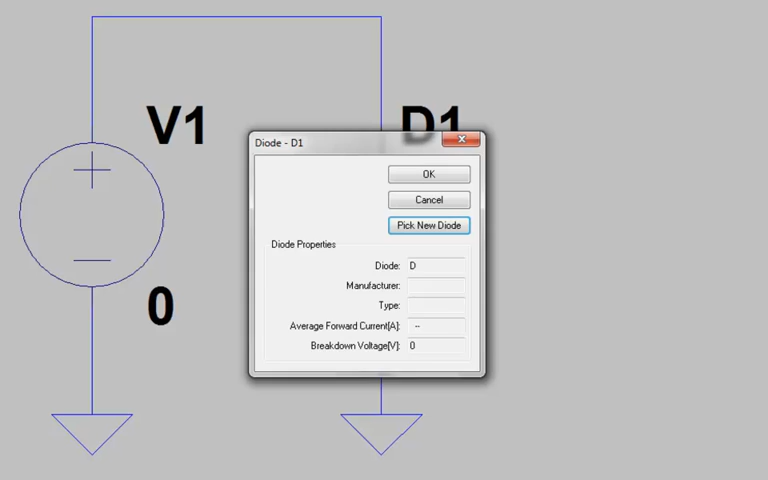 V1
D1
Diode - D1
OK
Cancel
Pick New Diode
Diode Properties
Diode: D
Manufacturer:
Type:
Average Forward Current[A]: --
Breakdown Voltage[V]: 0
0